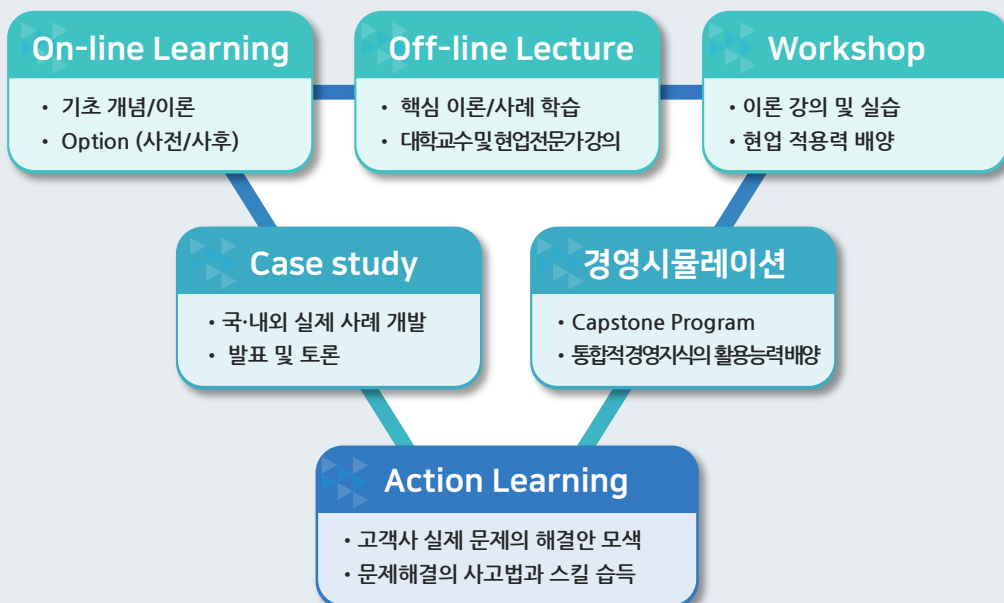 On-line Learning
• 기초 개념/이론
• Option (사전/사후)
Off-line Lecture
• 핵심 이론/사례 학습
• 대학교수 및 현업전문가 강의
Workshop
• 이론 강의 및 실습
• 현업 적용력 배양
Case study
• 국·내외 실제 사례 개발
• 발표 및 토론
경영시뮬레이션
• Capstone Program
• 통합적 경영지식의 활용능력 배양
Action Learning
• 고객사 실제 문제의 해결안 모색
• 문제해결의 사고법과 스킬 습득